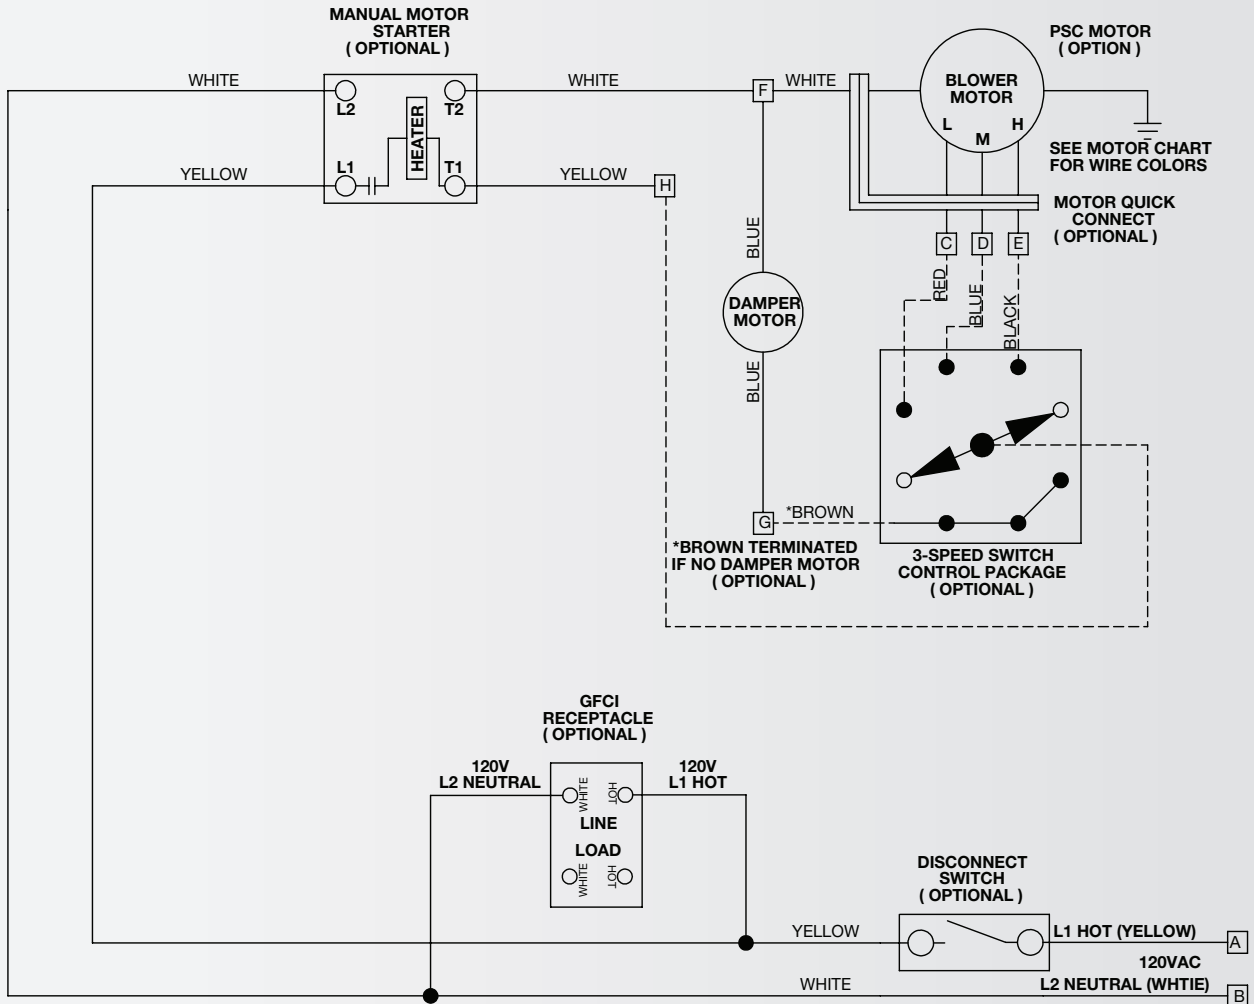 MANUAL MOTOR
STARTER
( OPTIONAL )
PSC MOTOR
( OPTION )
WHITE
WHITE
F
WHITE
BLOWER
MOTOR
L2
T2
HEATER
L
M
H
SEE MOTOR CHART
FOR WIRE COLORS
YELLOW
L1
T1
YELLOW
H
MOTOR QUICK
CONNECT
( OPTIONAL )
BLUE
C
D
E
RED
BLUE
BLACK
DAMPER
MOTOR
BLUE
G
*BROWN
*BROWN TERMINATED
IF NO DAMPER MOTOR
( OPTIONAL )
3-SPEED SWITCH
CONTROL PACKAGE
( OPTIONAL )
GFCI
RECEPTACLE
( OPTIONAL )
120V
L2 NEUTRAL
120V
L1 HOT
WHITE
HOT
LINE
LOAD
WHITE
HOT
DISCONNECT
SWITCH
( OPTIONAL )
YELLOW
L1 HOT (YELLOW)
A
120VAC
WHITE
L2 NEUTRAL (WHTIE)
B